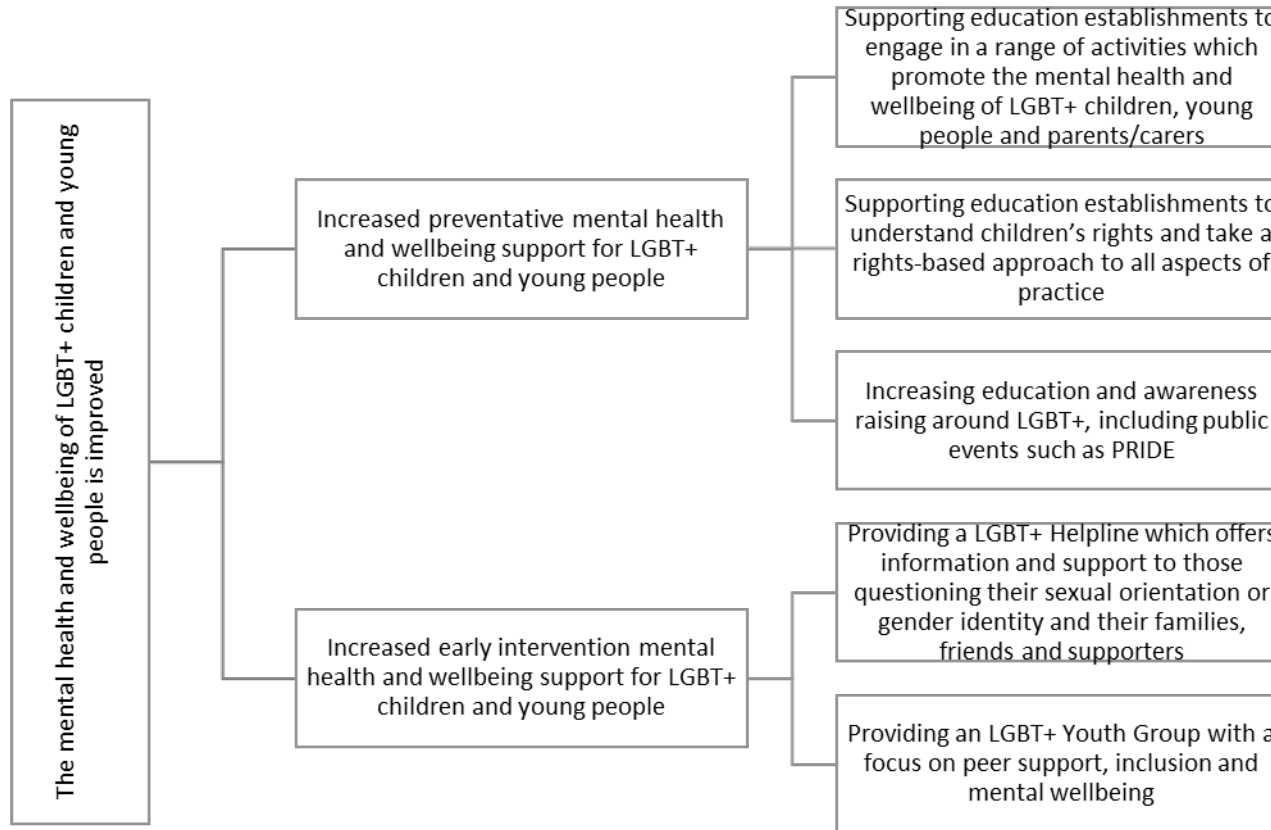 The mental health and wellbeing of LGBT+ children and young
people is improved
Increased preventative mental health
and wellbeing support for LGBT+
children and young people
Supporting education establishments to
engage in a range of activities which
promote the mental health and
wellbeing of LGBT+ children, young
people and parents/carers
Supporting education establishments to
understand children’s rights and take a
rights-based approach to all aspects of
practice
Increasing education and awareness
raising around LGBT+, including public
events such as PRIDE
Increased early intervention mental
health and wellbeing support for LGBT+
children and young people
Providing a LGBT+ Helpline which offers
information and support to those
questioning their sexual orientation or
gender identity and their families,
friends and supporters
Providing an LGBT+ Youth Group with a
focus on peer support, inclusion and
mental wellbeing